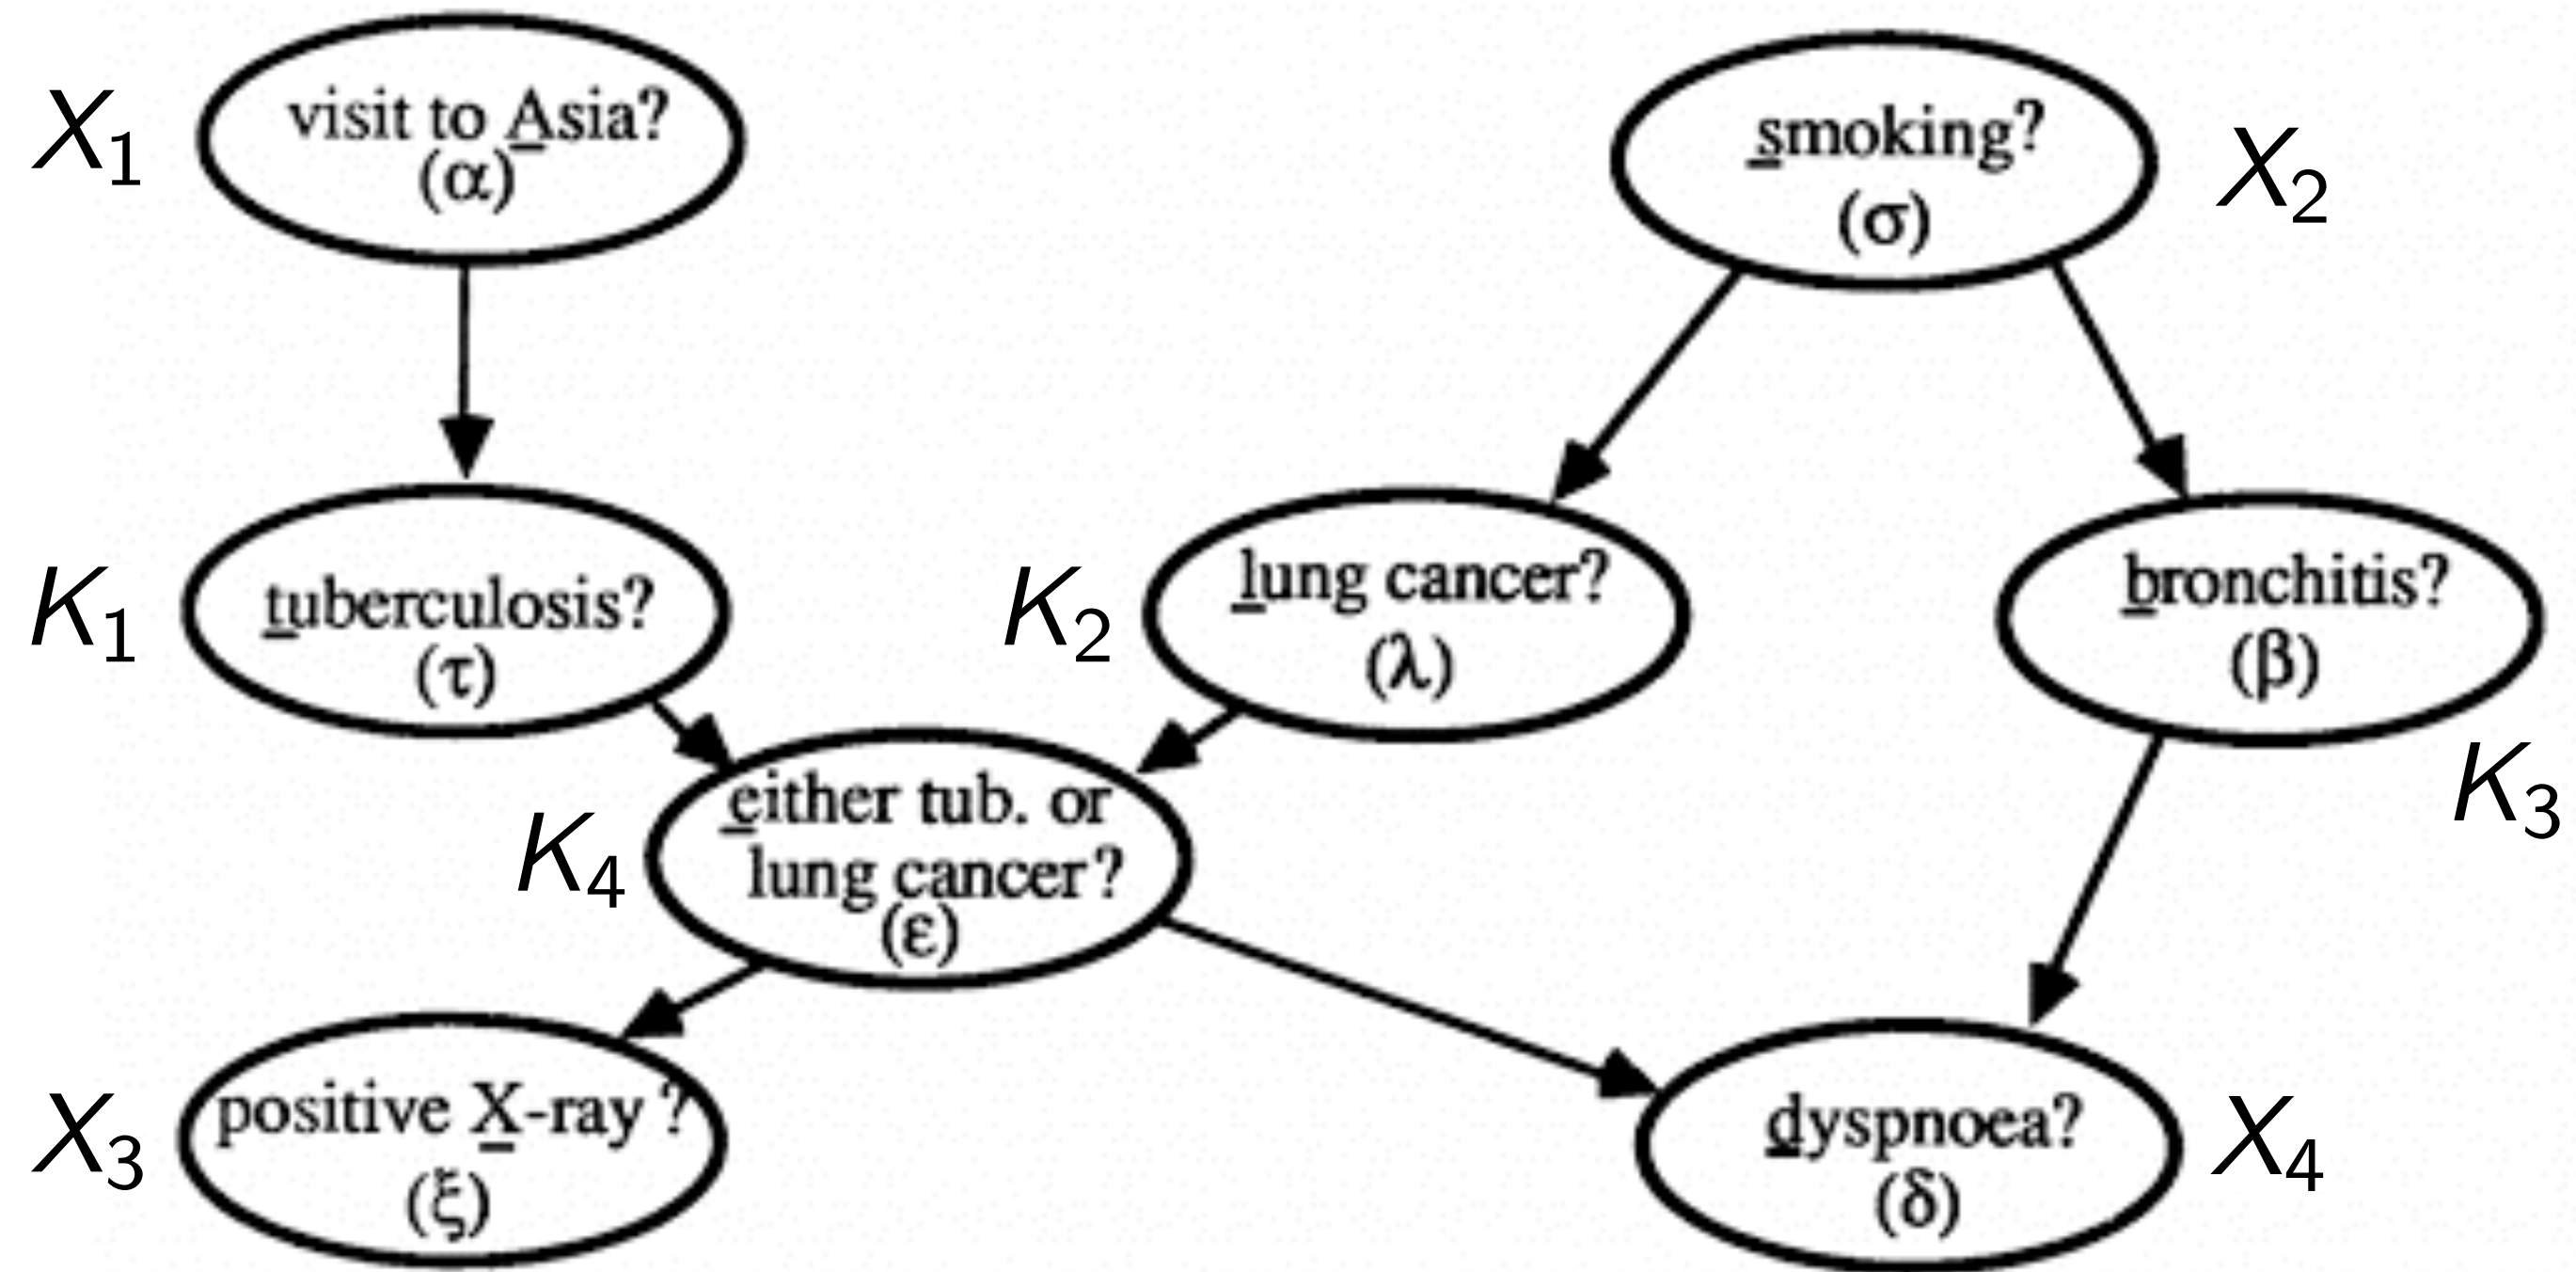 X1
visit to Asia?
(α)
smoking?
(σ)
X2
K1
tuberculosis?
(τ)
K2
lung cancer?
(λ)
bronchitis?
(β)
K3
K4
either tub. or
lung cancer?
(ε)
X3
positive X-ray ?
(ξ)
dyspnoea?
(δ)
X4